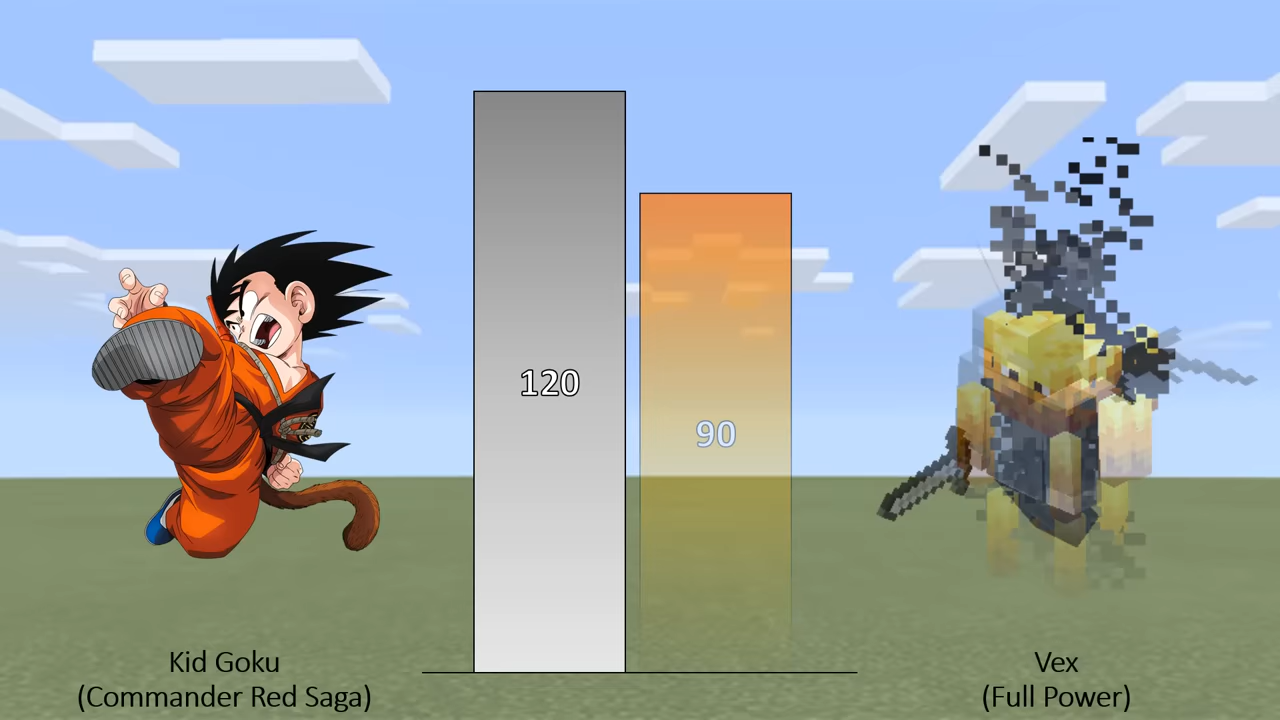 120
90
Kid Goku
(Commander Red Saga)
Vex
(Full Power)